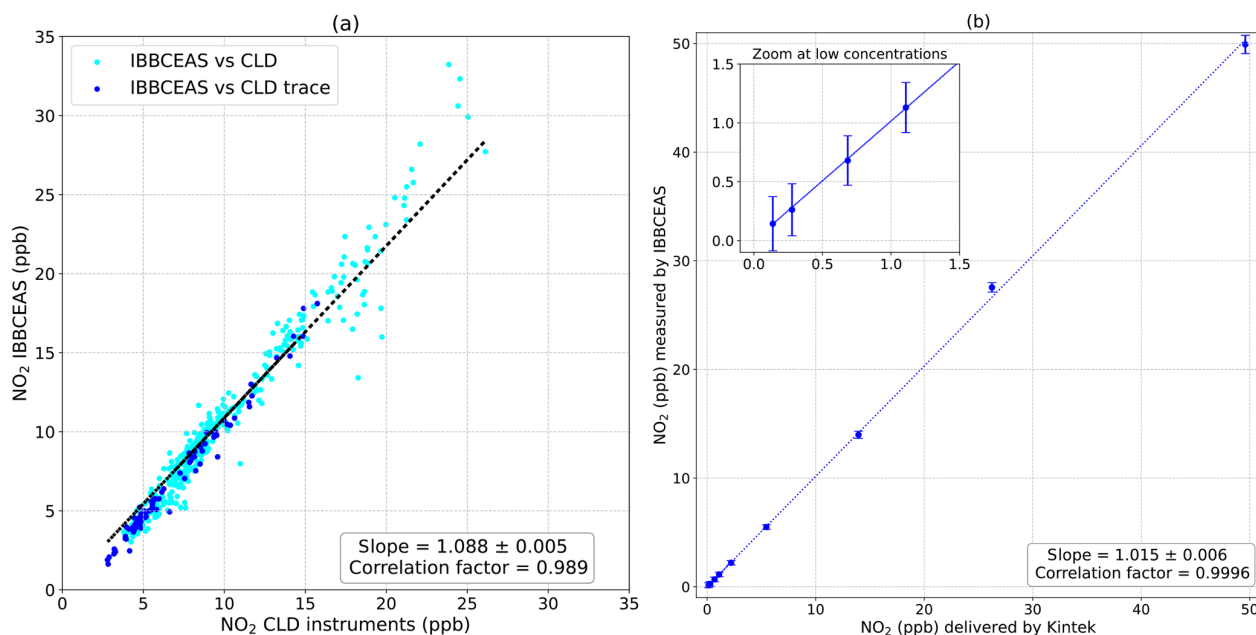 (a)
35
30
25
20
15
10
5
0
NO₂ IBBCEAS (ppb)
IBBCEAS vs CLD
IBBCEAS vs CLD trace
Slope = 1.088 ± 0.005
Correlation factor = 0.989
0 5 10 15 20 25 30 35
NO₂ CLD instruments (ppb)
(b)
50
40
30
20
10
0
NO₂ (ppb) measured by IBBCEAS
Zoom at low concentrations
1.5
1.0
0.5
0.0
0.0 0.5 1.0 1.5
Slope = 1.015 ± 0.006
Correlation factor = 0.9996
0 10 20 30 40 50
NO₂ (ppb) delivered by Kintek